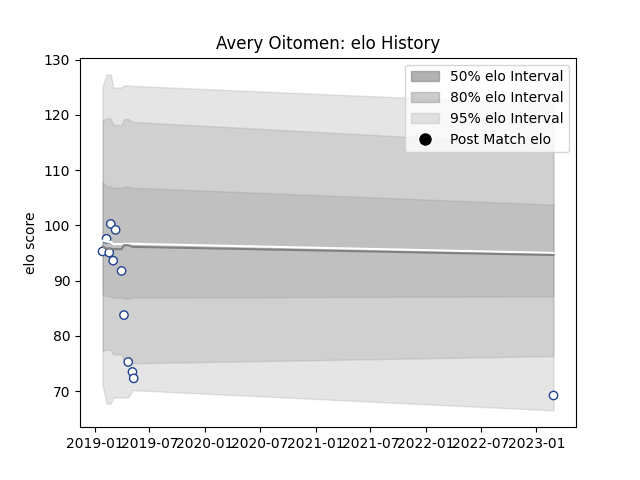 Avery Oitomen: elo History
130
120
110
100
90
80
70
elo score
50% elo Interval
80% elo Interval
95% elo Interval
Post Match elo
2019-01 2019-07 2020-01 2020-07 2021-01 2021-07 2022-01 2022-07 2023-01